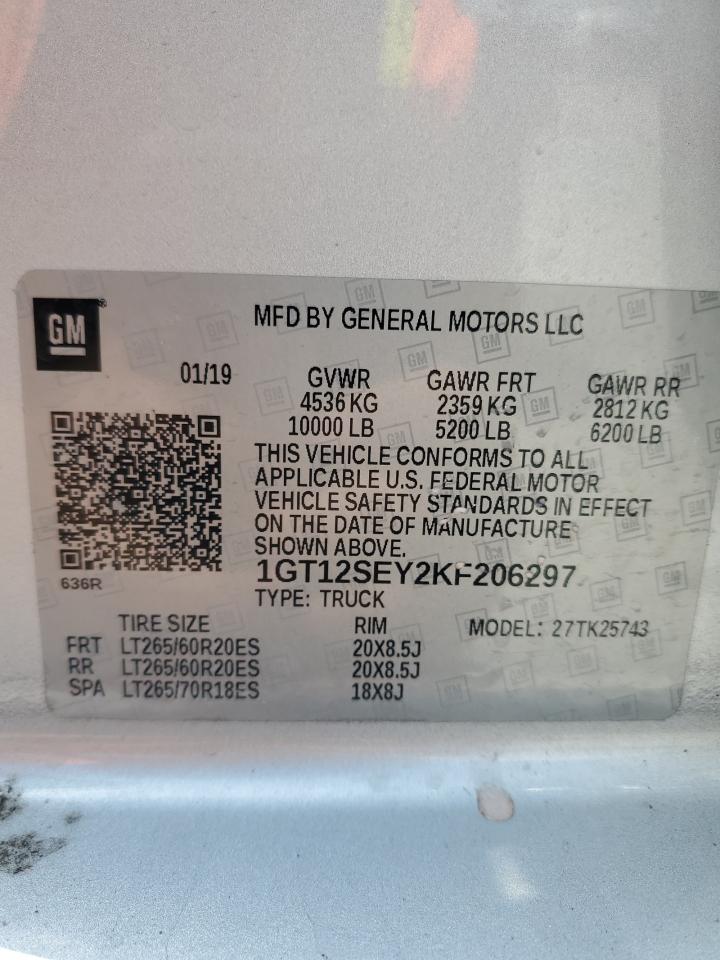 GM
MFD BY GENERAL MOTORS LLC
01/19
GVWR GAWR FRT GAWR RR
4536 KG 2359 KG 2812 KG
10000 LB 5200 LB 6200 LB
THIS VEHICLE CONFORMS TO ALL
APPLICABLE U.S. FEDERAL MOTOR
VEHICLE SAFETY STANDARDS IN EFFECT
ON THE DATE OF MANUFACTURE
SHOWN ABOVE.
636R
1GT12SEY2KF206297
TYPE: TRUCK
TIRE SIZE RIM MODEL: 27TK25743
FRT LT265/60R20ES 20X8.5J
RR LT265/60R20ES 20X8.5J
SPA LT265/70R18ES 18X8J